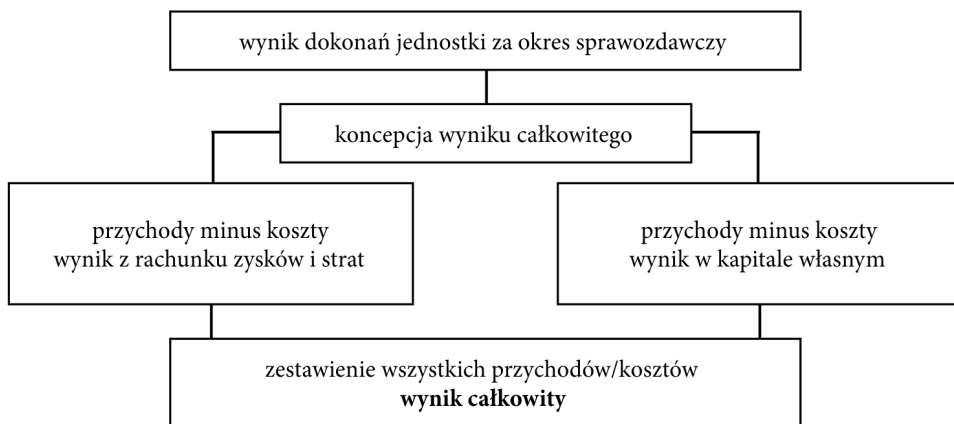 wynik dokonań jednostki za okres sprawozdawczy
koncepcja wyniku całkowitego
przychody minus koszty
wynik z rachunku zysków i strat
przychody minus koszty
wynik w kapitale własnym
zestawienie wszystkich przychodów/kosztów
wynik całkowity